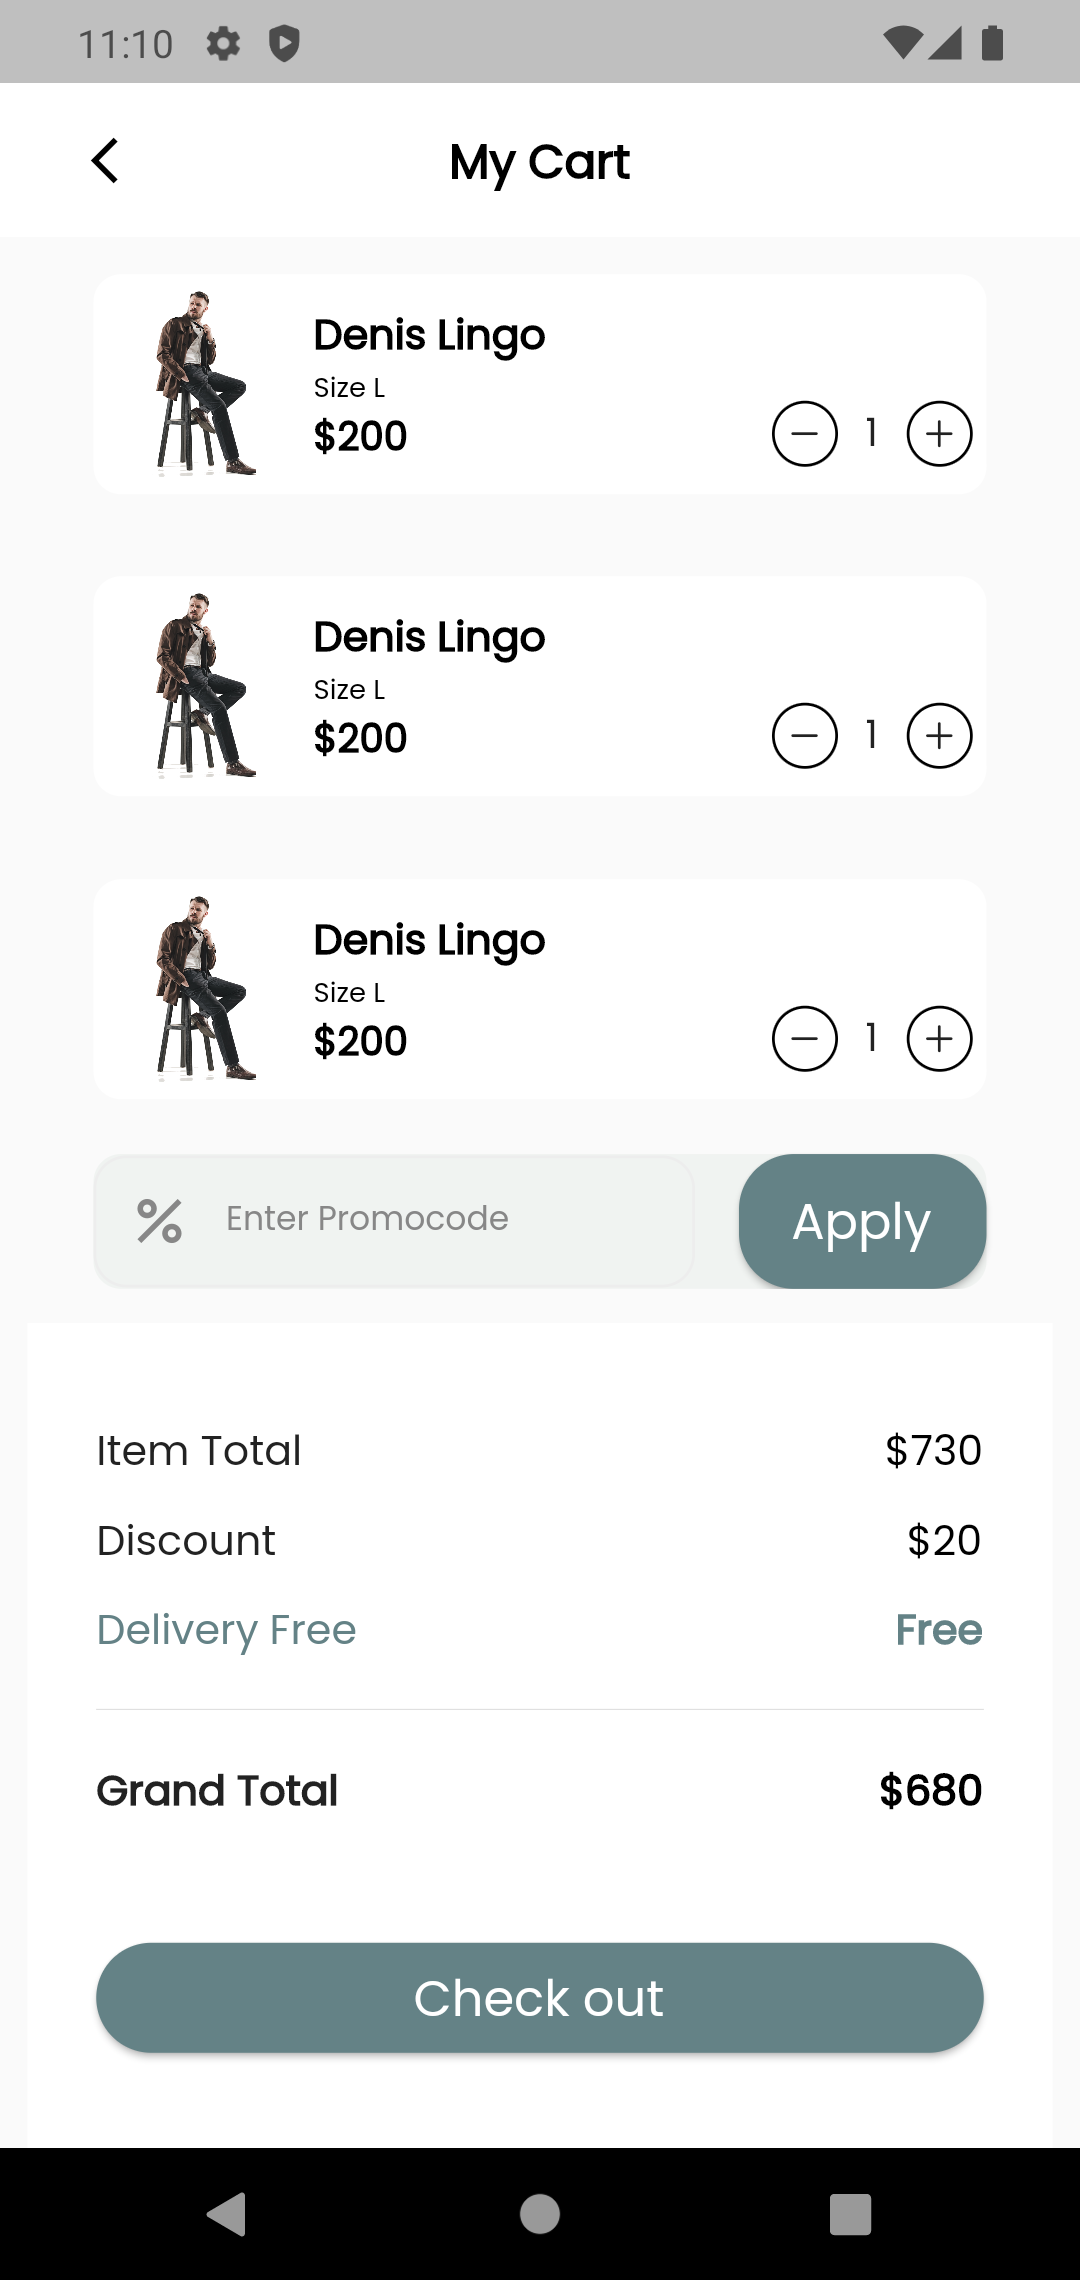 11:10
My Cart
Denis Lingo
Size L
$200
1
Denis Lingo
Size L
$200
1
Denis Lingo
Size L
$200
1
Enter Promocode
Apply
Item Total $730
Discount $20
Delivery Free Free
Grand Total $680
Check out